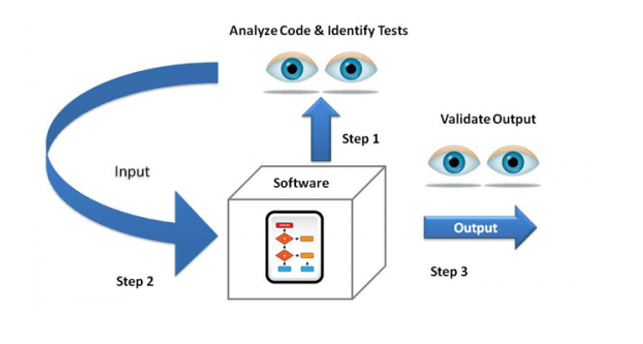 Analyze Code & Identify Tests
Step 1
Validate Output
Input
Software
Output
Step 2
Step 3